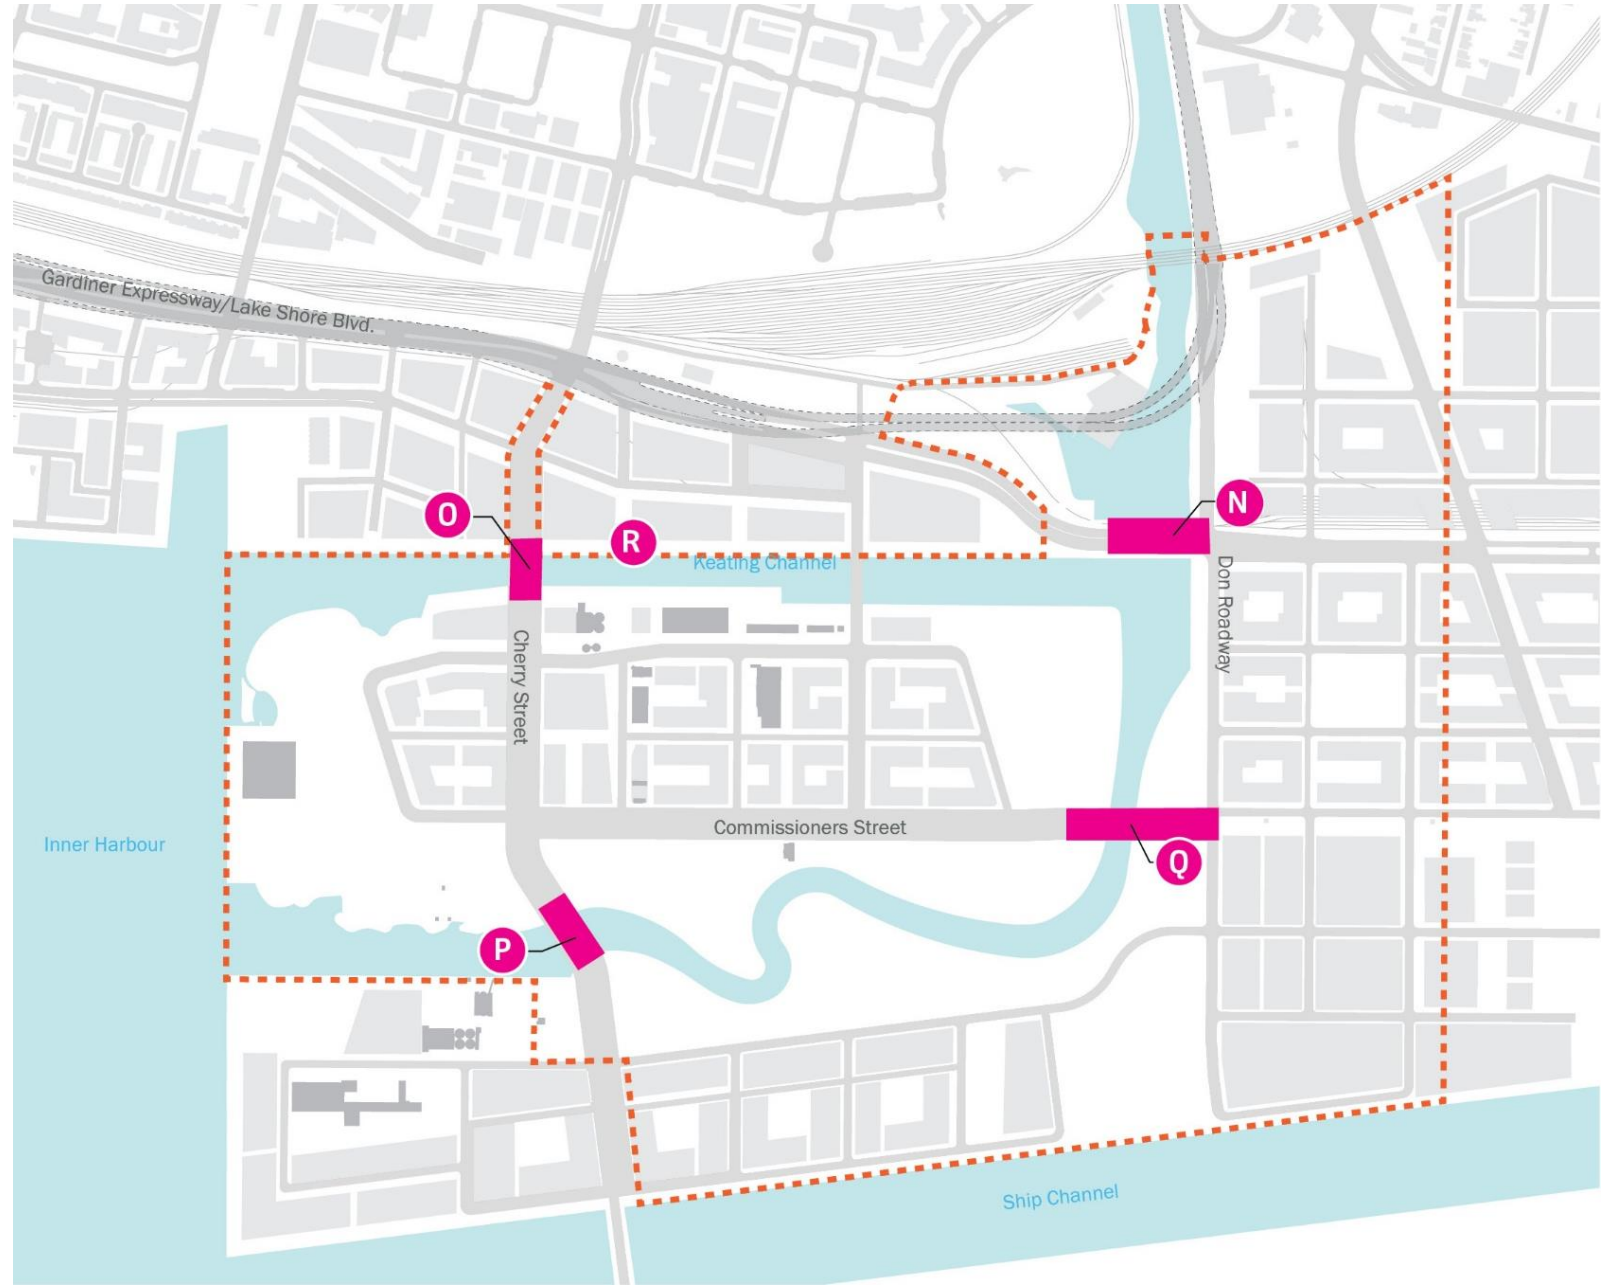 Gardiner Expressway/Lake Shore Blvd.
O
R
N
Keating Channel
Don Roadway
Cherry Street
Inner Harbour
Commissioners Street
Q
P
Ship Channel